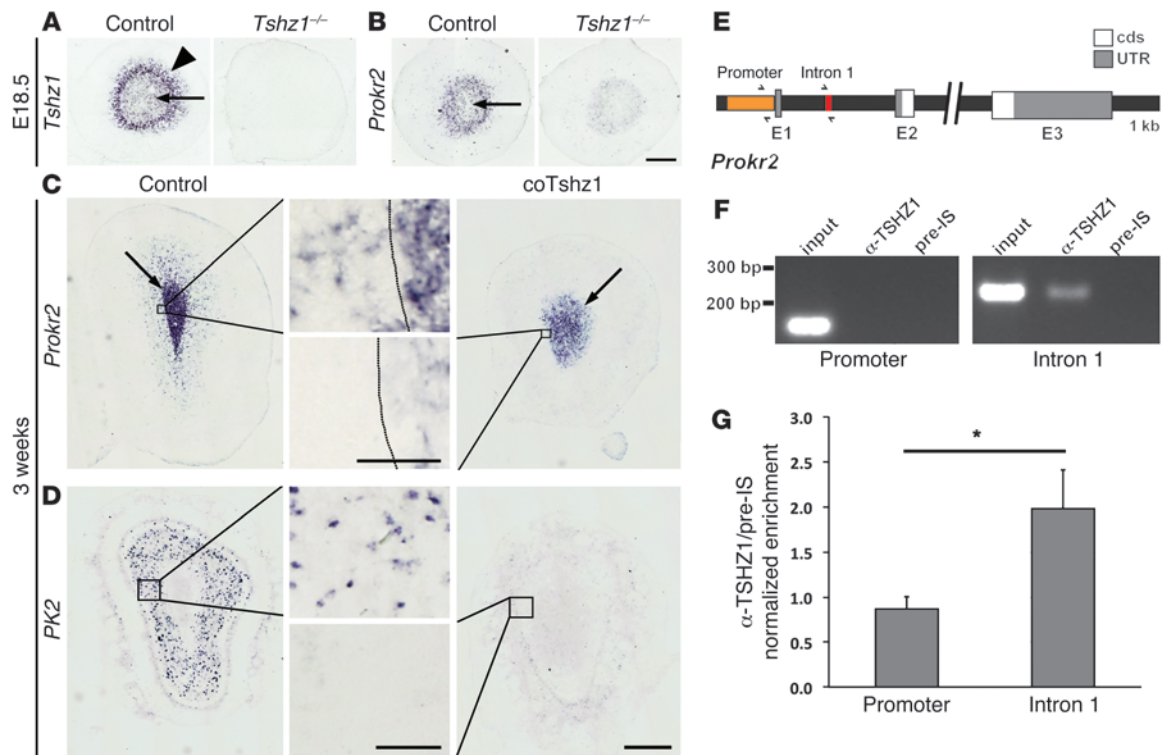 A
Control
Tshz1–/–
E18.5
Tshz1
B
Control
Tshz1–/–
Prokr2
C
Control
coTshz1
3 weeks
Prokr2
D
PK2
E
cds
UTR
Promoter
Intron 1
E1
E2
E3
1 kb
Prokr2
F
input
α-TSHZ1
pre-IS
input
α-TSHZ1
pre-IS
300 bp
200 bp
Promoter
Intron 1
G
α-TSHZ1/pre-IS
normalized enrichment
3.0
2.5
2.0
1.5
1.0
0.5
0.0
*
Promoter
Intron 1